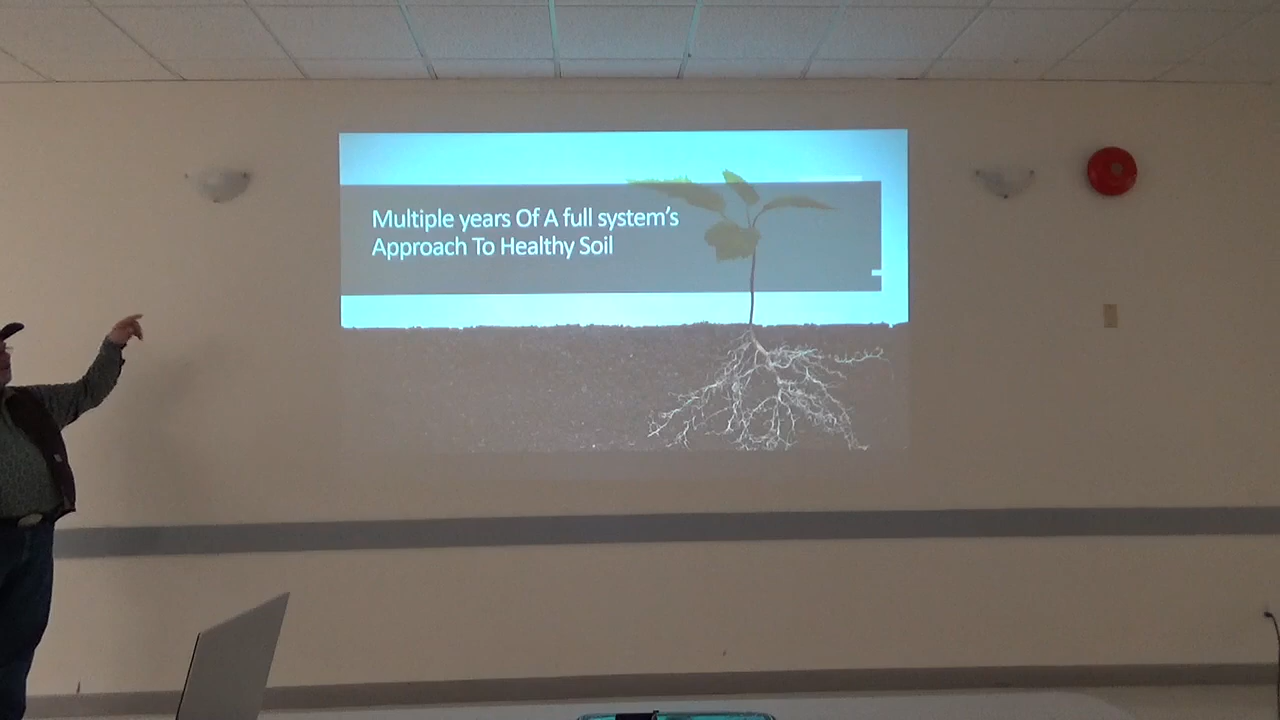 Multiple years Of A full system's
Approach To Healthy Soil